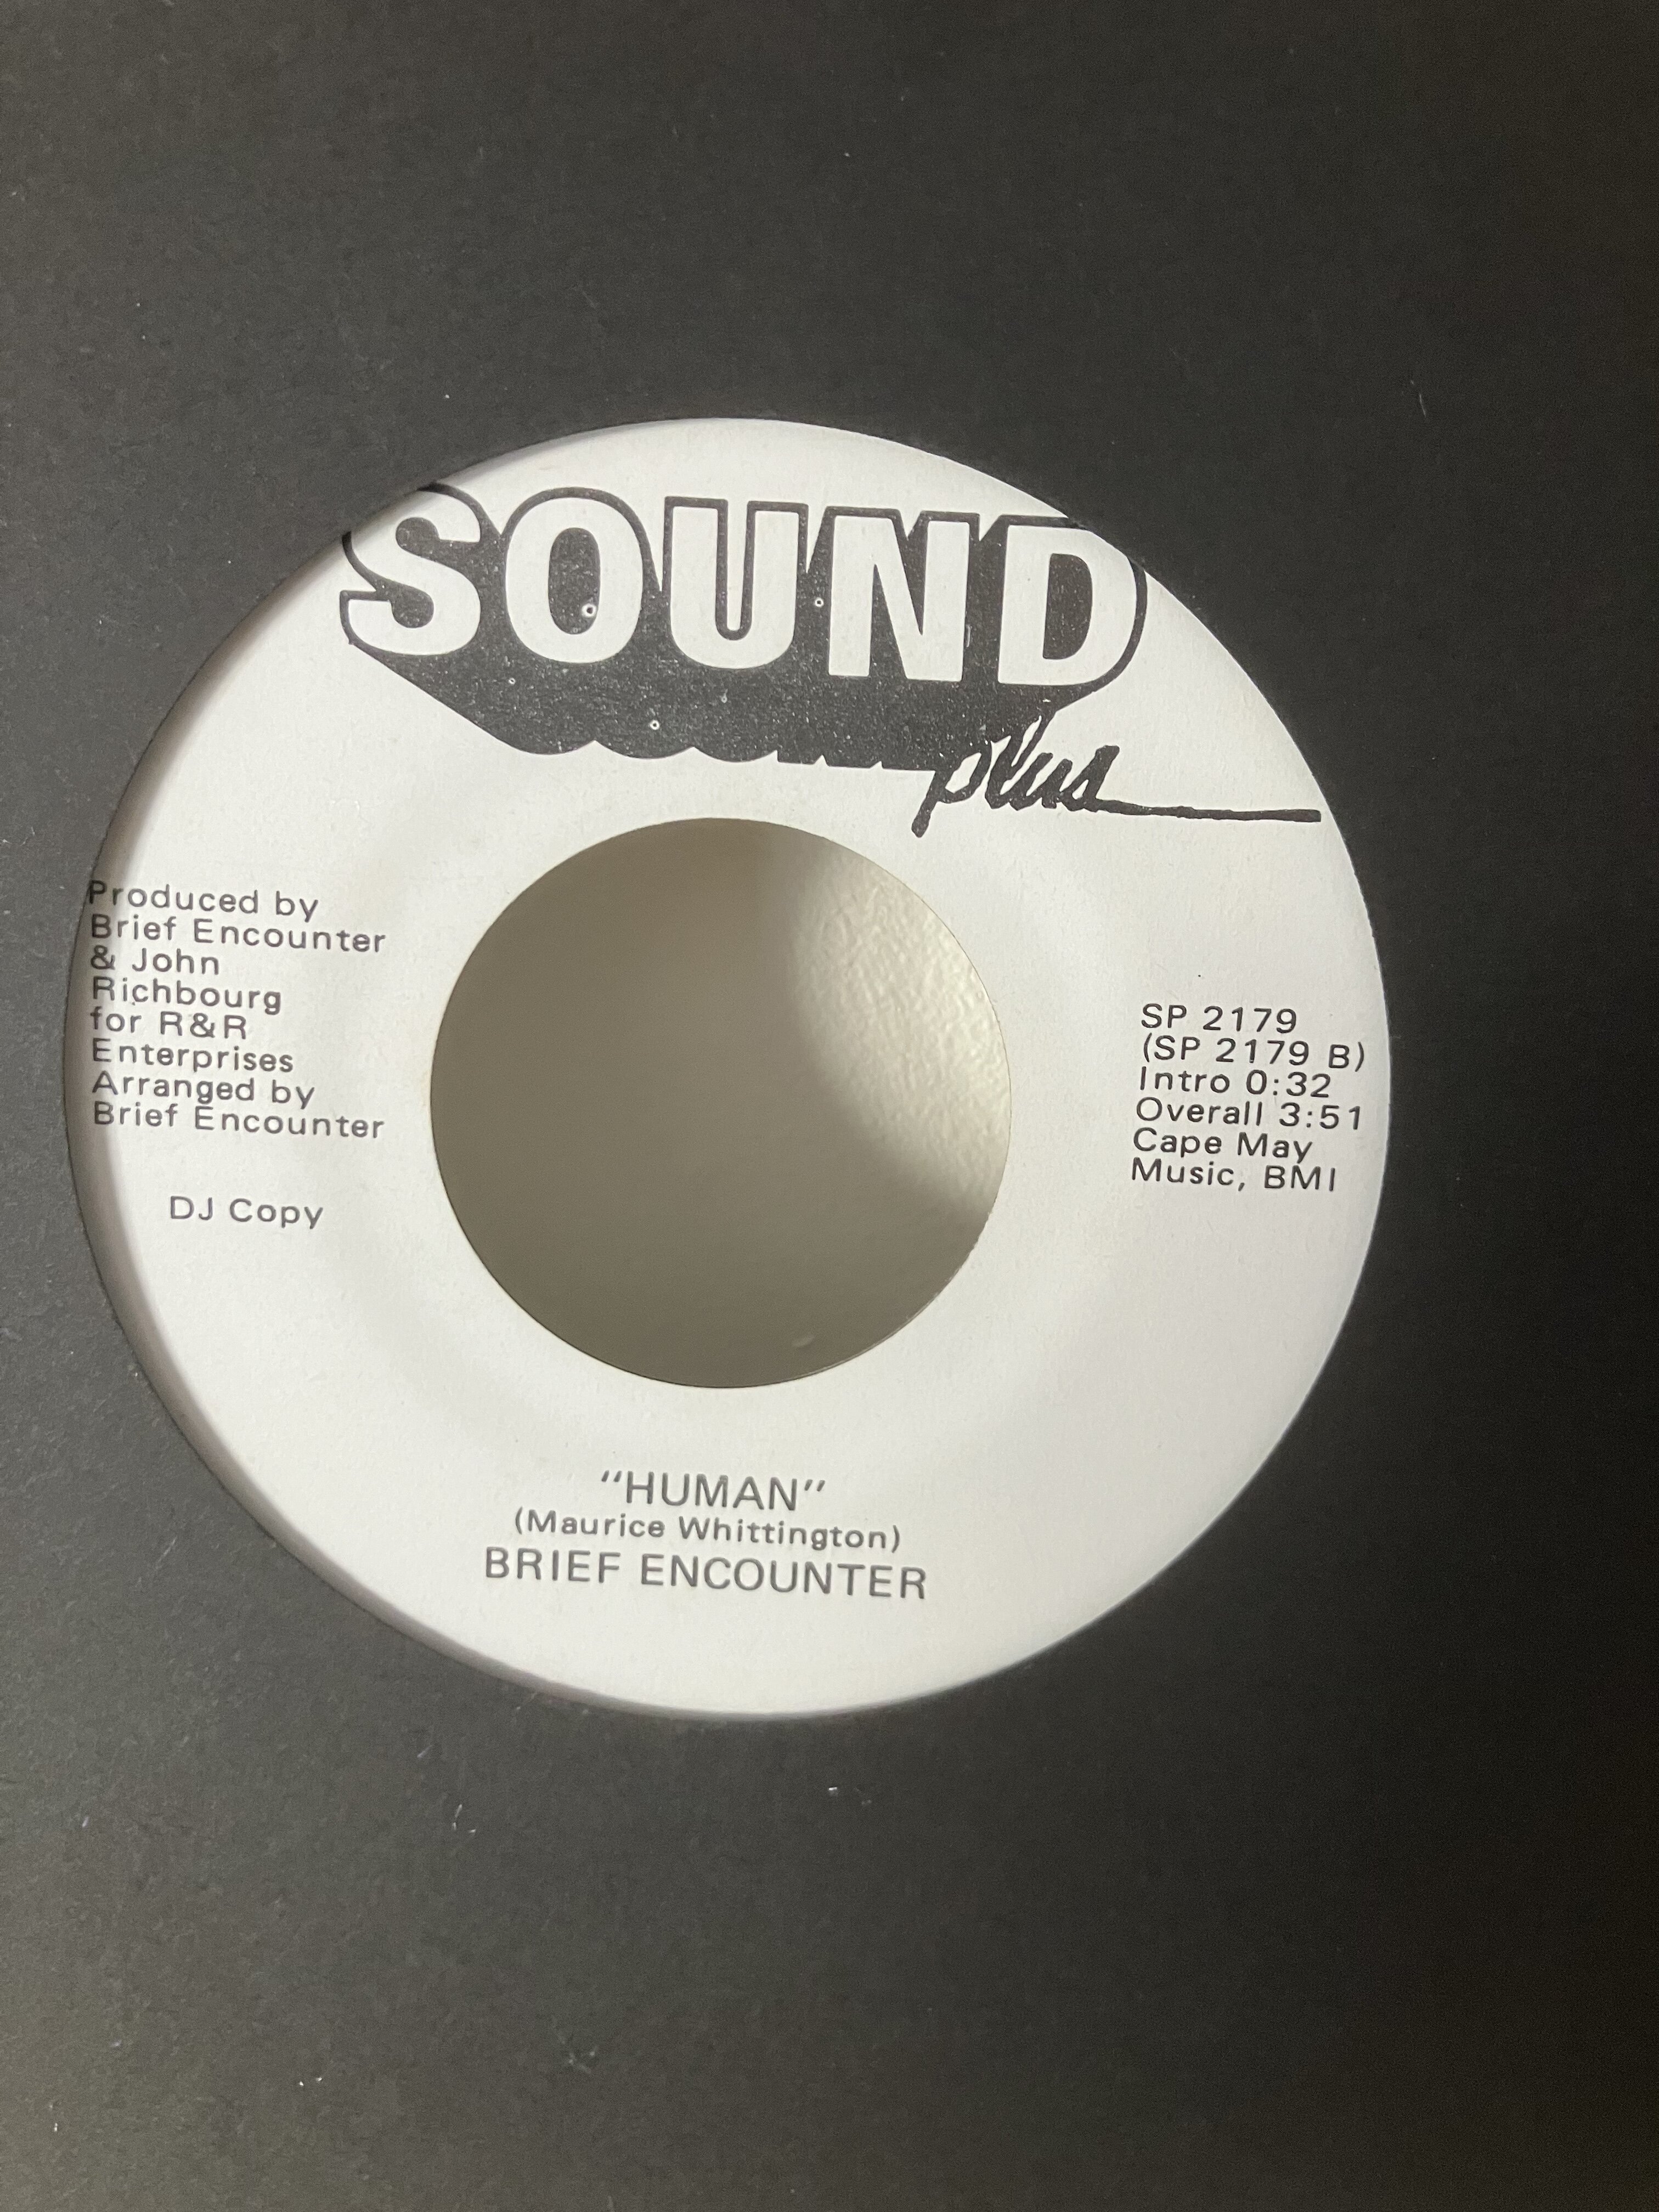 SOUND
plus
Produced by
Brief Encounter
& John
Richbourg
for R&R
Enterprises
Arranged by
Brief Encounter
DJ Copy
SP 2179
(SP 2179 B)
Intro 0:32
Overall 3:51
Cape May
Music, BMI
"HUMAN"
(Maurice Whittington)
BRIEF ENCOUNTER